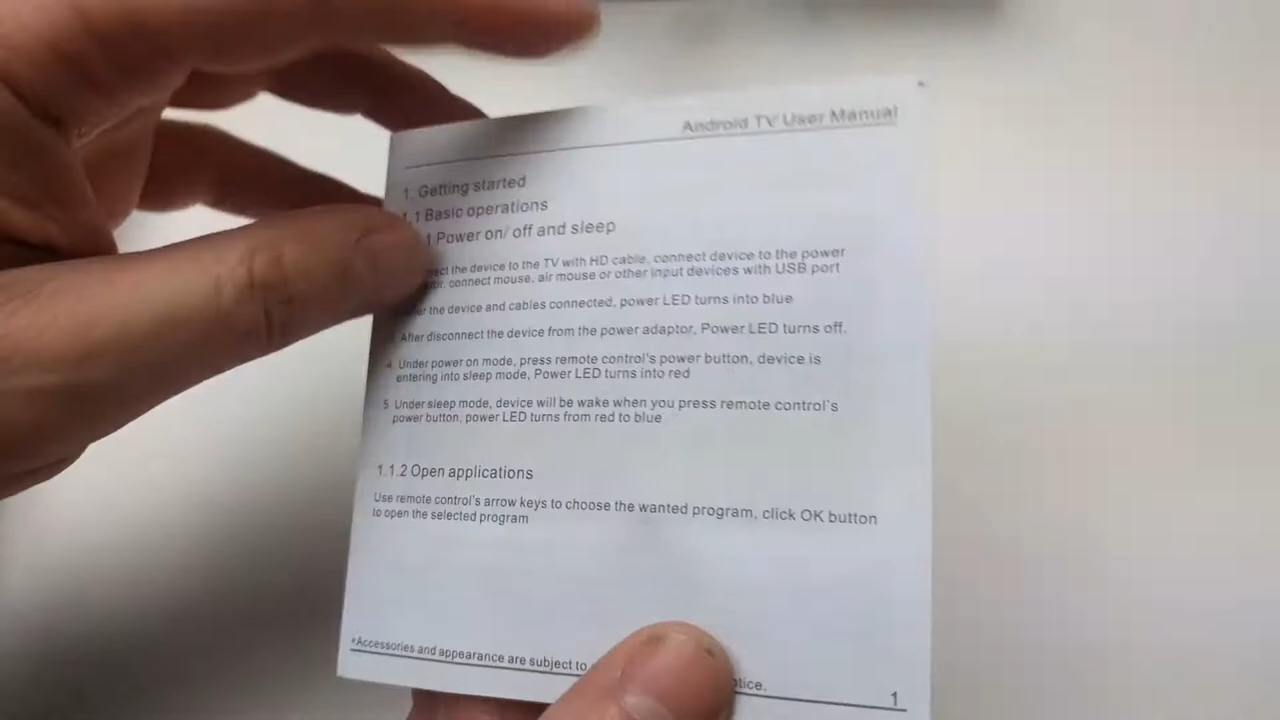 Android TV User Manual
1. Getting started
1.1 Basic operations
1 Power on/ off and sleep
the device to the TV with HD cable, connect device to the power
connect mouse, air mouse or other input devices with USB port
the device and cables connected, power LED turns into blue
After disconnect the device from the power adaptor, Power LED turns off.
4. Under power on mode, press remote control's power button, device is
entering into sleep mode, Power LED turns into red
5. Under sleep mode, device will be wake when you press remote control's
power button, power LED turns from red to blue
1.1.2 Open applications
Use remote control's arrow keys to choose the wanted program, click OK button
to open the selected program
*Accessories and appearance are subject to
1